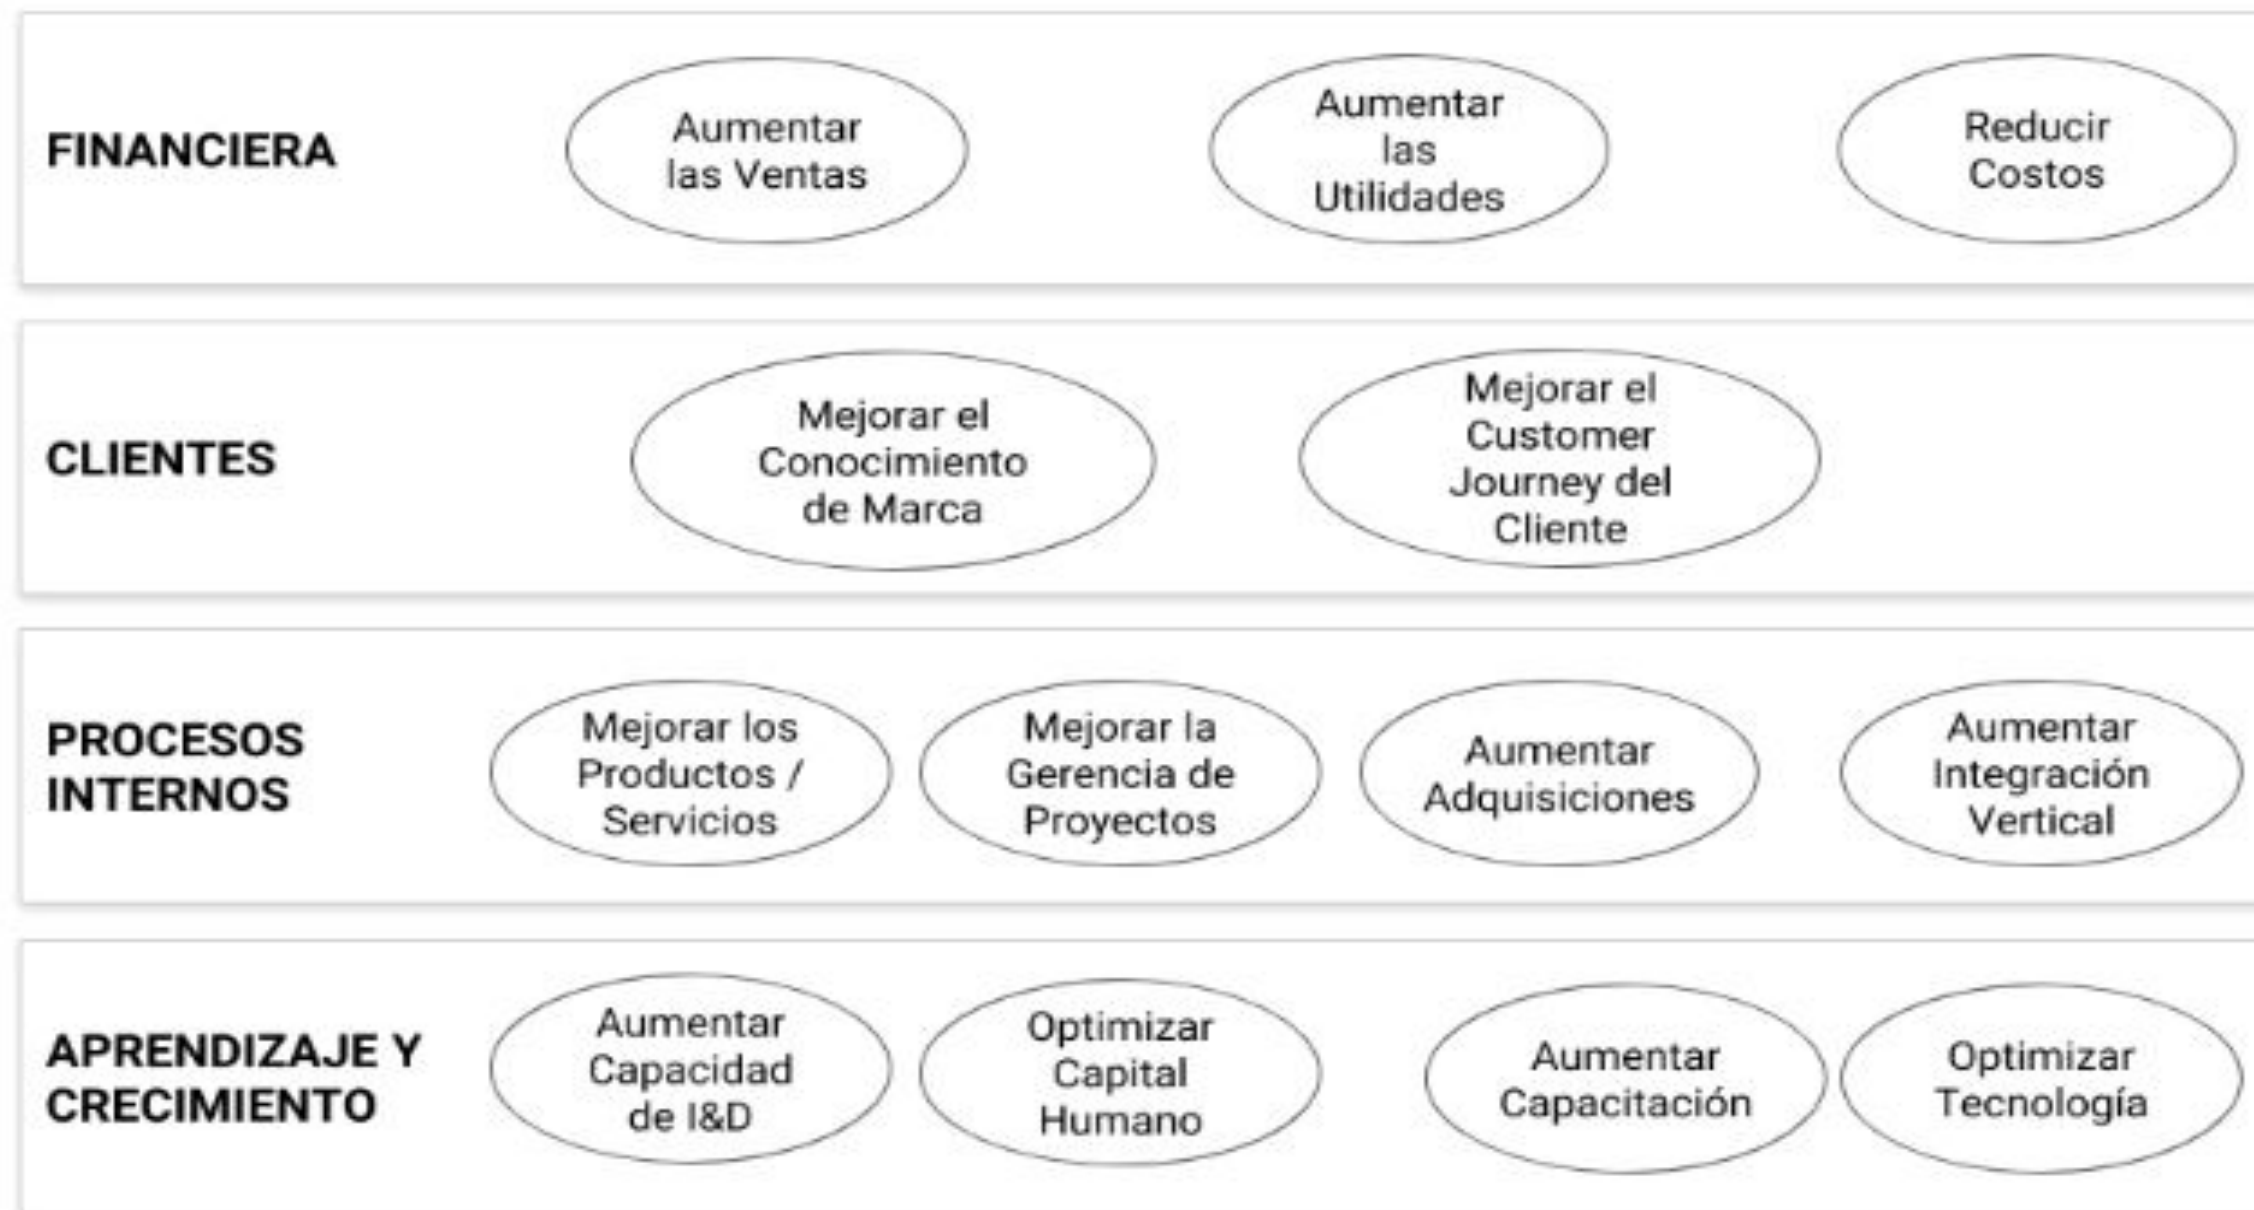 FINANCIERA
Aumentar
las Ventas
Aumentar
las
Utilidades
Reducir
Costos
CLIENTES
Mejorar el
Conocimiento
de Marca
Mejorar el
Customer
Journey del
Cliente
PROCESOS
INTERNOS
Mejorar los
Productos /
Servicios
Mejorar la
Gerencia de
Proyectos
Aumentar
Adquisiciones
Aumentar
Integración
Vertical
APRENDIZAJE Y
CRECIMIENTO
Aumentar
Capacidad
de I&D
Optimizar
Capital
Humano
Aumentar
Capacitación
Optimizar
Tecnología